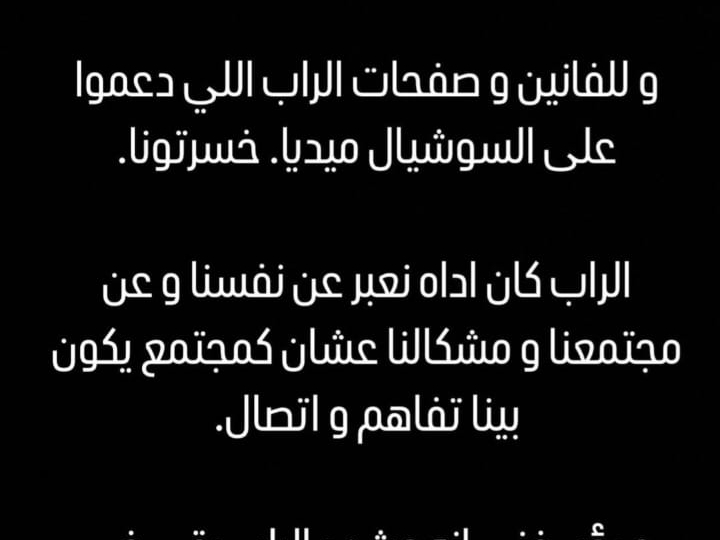 و للفانين و صفحات الراب اللي دعموا
على السوشيال ميديا. خسرتونا.
الراب كان اداه نعبر عن نفسنا و عن
مجتمعنا و مشكالنا عشان كمجتمع يكون
بينا تفاهم و اتصال.